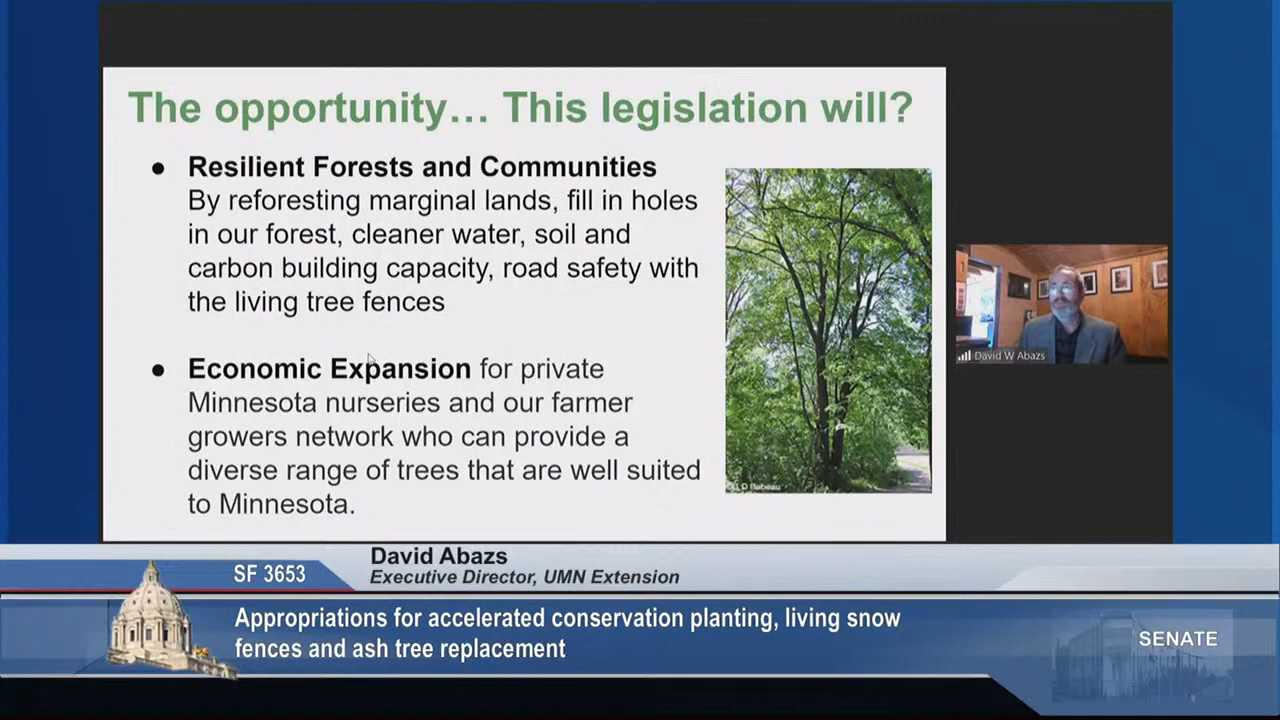 The opportunity… This legislation will?
● Resilient Forests and Communities
By reforesting marginal lands, fill in holes
in our forest, cleaner water, soil and
carbon building capacity, road safety with
the living tree fences
● Economic Expansion for private
Minnesota nurseries and our farmer
growers network who can provide a
diverse range of trees that are well suited
to Minnesota.
David W Abazs
David Abazs
Executive Director, UMN Extension
SF 3653
Appropriations for accelerated conservation planting, living snow
fences and ash tree replacement
SENATE